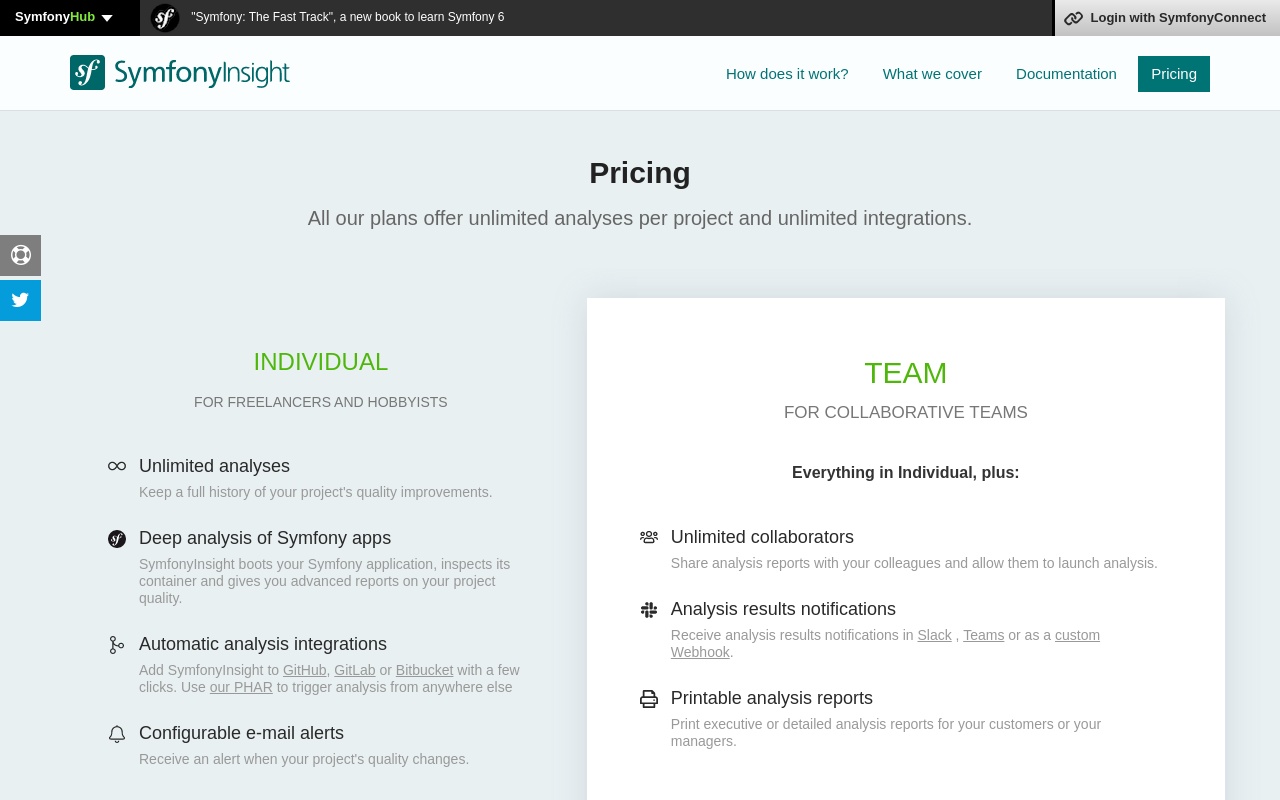 SymfonyHub
"Symfony: The Fast Track", a new book to learn Symfony 6
Login with SymfonyConnect
SymfonyInsight
How does it work?
What we cover
Documentation
Pricing
Pricing
All our plans offer unlimited analyses per project and unlimited integrations.
INDIVIDUAL
FOR FREELANCERS AND HOBBYISTS
Unlimited analyses
Keep a full history of your project's quality improvements.
Deep analysis of Symfony apps
SymfonyInsight boots your Symfony application, inspects its
container and gives you advanced reports on your project
quality.
Automatic analysis integrations
Add SymfonyInsight to GitHub, GitLab or Bitbucket with a few
clicks. Use our PHAR to trigger analysis from anywhere else
Configurable e-mail alerts
Receive an alert when your project's quality changes.
TEAM
FOR COLLABORATIVE TEAMS
Everything in Individual, plus:
Unlimited collaborators
Share analysis reports with your colleagues and allow them to launch analysis.
Analysis results notifications
Receive analysis results notifications in Slack , Teams or as a custom
Webhook.
Printable analysis reports
Print executive or detailed analysis reports for your customers or your
managers.